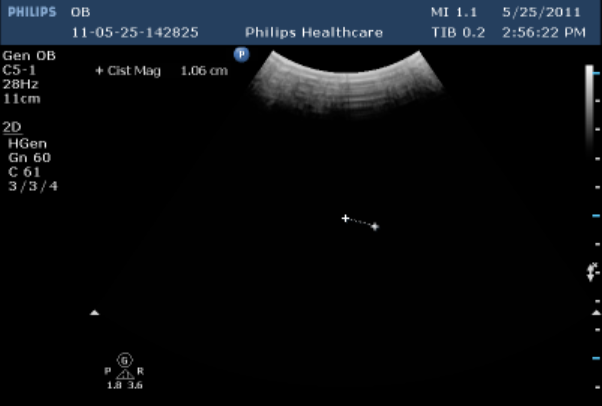 PHILIPS OB MI 1.1 5/25/2011
11-05-25-142825 Philips Healthcare TIB 0.2 2:56:22 PM
Gen OB
C5-1
28Hz
11cm
+ Cist Mag 1.06 cm
P
2D
HGen
Gn 60
C 61
3/3/4
G
P R
1.8 3.6